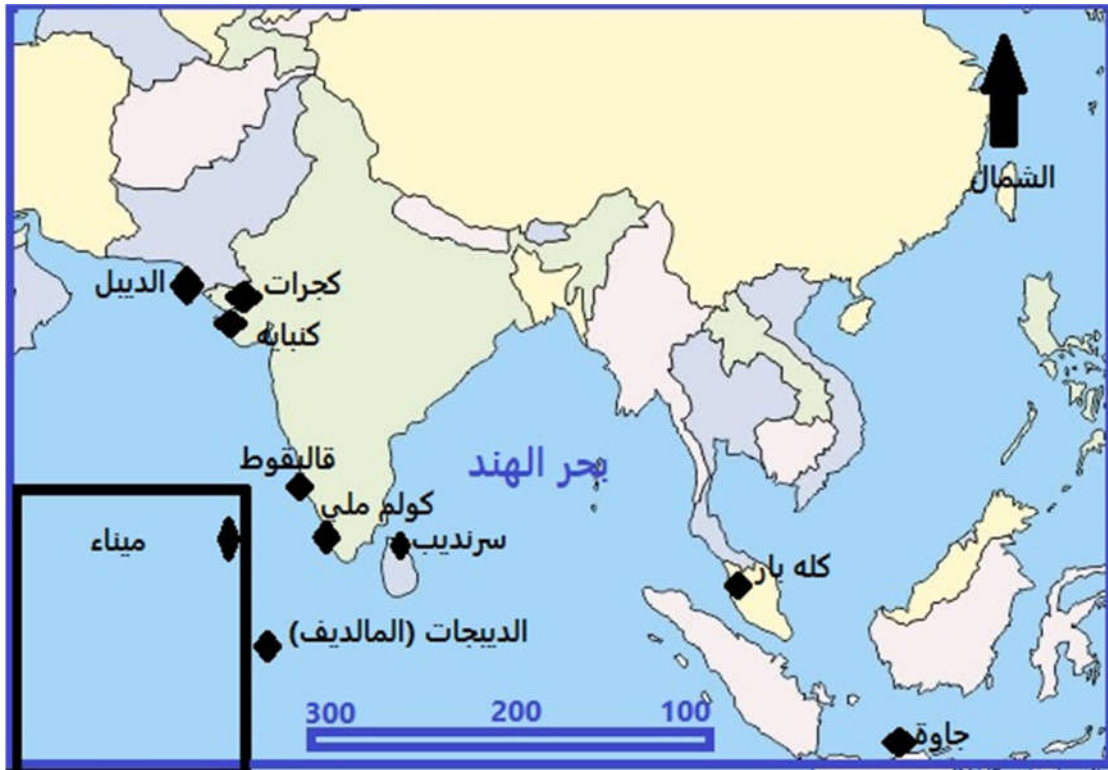 الشمال
كجرات
الديبل
كنبايه
قاليقوط
بحر الهند
كولم ملي
سرنديب
ميناء
كله بار
الديبجات (المالديف)
300 200 100
جاوة